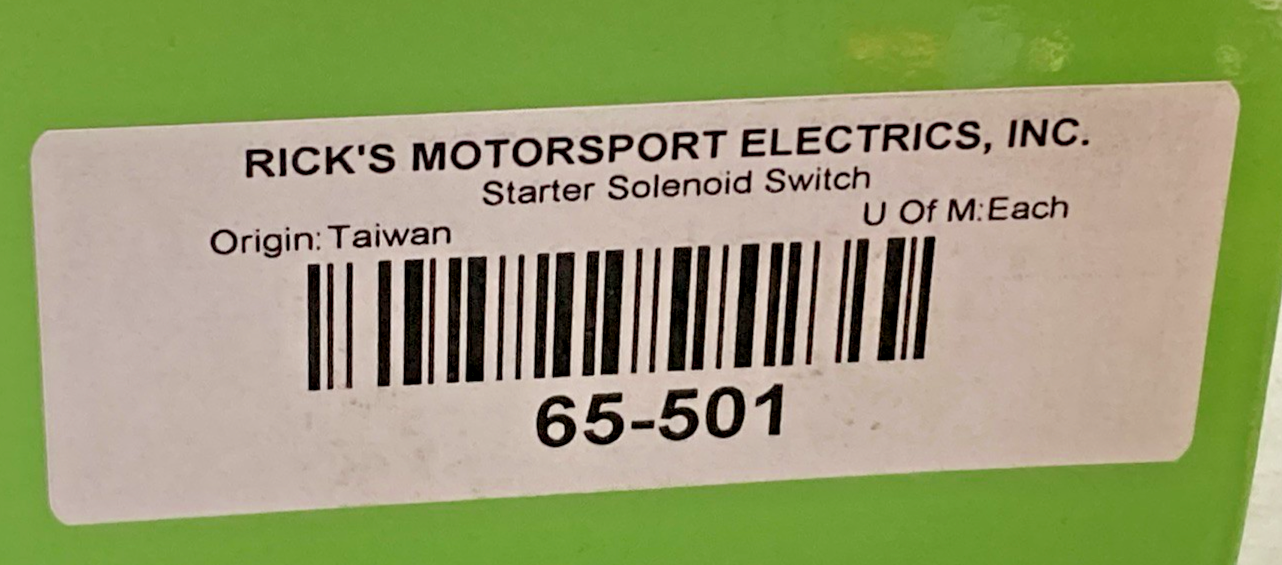 RICK'S MOTORSPORT ELECTRICS, INC.
Starter Solenoid Switch
Origin: Taiwan U Of M:Each
65-501